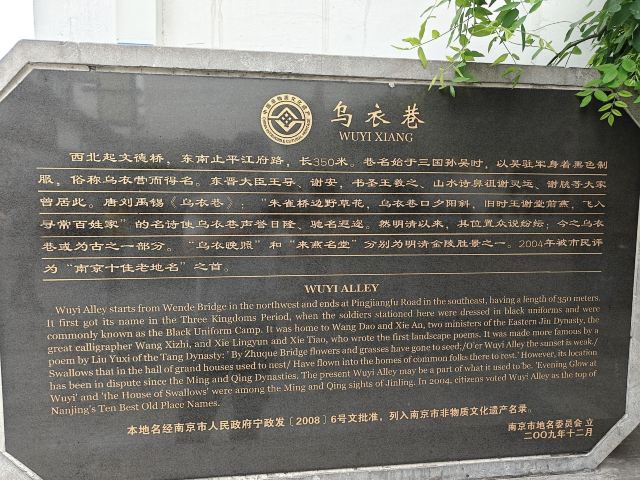 乌衣巷
WUYI XIANG
西北起文德桥，东南止平江府路，长350米。巷名始于三国孙吴时，以吴驻军身着黑色制
服，俗称乌衣营而得名。东晋大臣王导、谢安，书圣王羲之、山水诗鼻祖谢灵运、谢朓等大家
曾居此。唐刘禹锡《乌衣巷》：“朱雀桥边野草花，乌衣巷口夕阳斜，旧时王谢堂前燕，飞入
寻常百姓家”的名诗使乌衣巷声誉日隆、驰名遐迩。然明清以来，其位置众说纷纭；今之乌衣
巷或为古之一部分。“乌衣晚照”和“来燕名堂”分别为明清金陵胜景之一。2004年被市民评
为“南京十佳老地名”之首。
WUYI ALLEY
Wuyi Alley starts from Wende Bridge in the northwest and ends at Pingjiangfu Road in the southeast, having a length of 350 meters.
It first got its name in the Three Kingdoms Period, when the soldiers stationed here were dressed in black uniforms and were
commonly known as the Black Uniform Camp. It was home to Wang Dao and Xie An, two ministers of the Eastern Jin Dynasty, the
great calligrapher Wang Xizhi, and Xie Lingyun and Xie Tiao, who wrote the first landscape poems. It was made more famous by a
poem by Liu Yuxi of the Tang Dynasty: 'By Zhuque Bridge flowers and grasses have gone to seed;/O'er Wuyi Alley the sunset is weak./
Swallows that in the hall of grand houses used to nest/ Have flown into the homes of common folks there to rest.' However, its location
has been in dispute since the Ming and Qing Dynasties. The present Wuyi Alley may be a part of what it used to be. 'Evening Glow at
Wuyi' and 'the House of Swallows' were among the Ming and Qing sights of Jinling. In 2004, citizens voted Wuyi Alley as the top of
Nanjing's Ten Best Old Place Names.
本地名经南京市人民政府宁政发〔2008〕6号文批准，列入南京市非物质文化遗产名录。
南京市地名委员会 立
二〇〇九年十二月